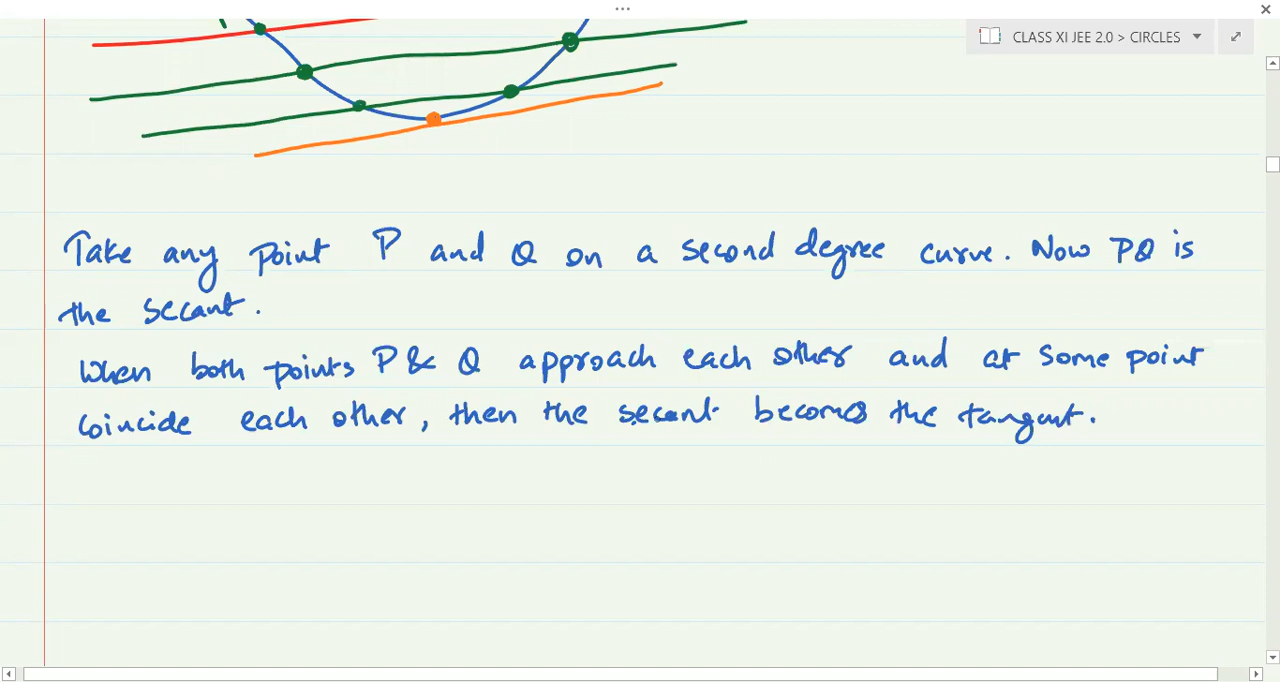 CLASS XI JEE 2.0 > CIRCLES
Take any point P and Q on a second degree curve. Now PQ is
the secant.
When both points P & Q approach each other and at some point
coincide each other, then the secant becomes the tangent.